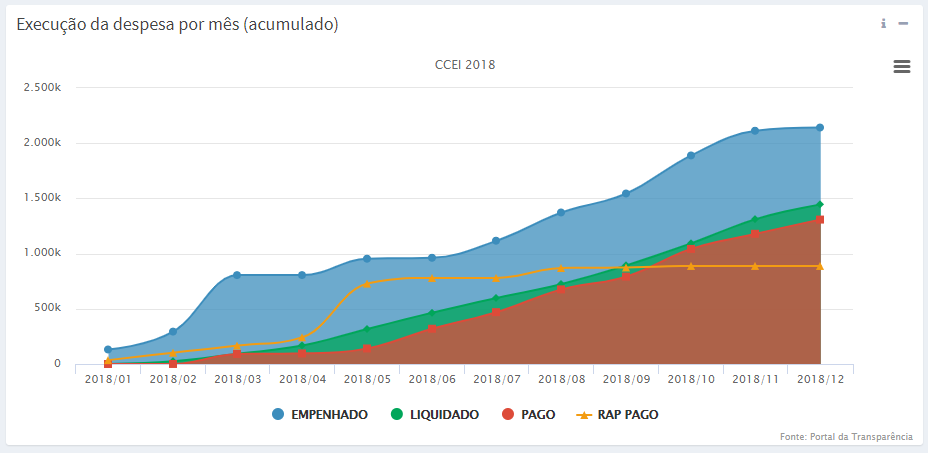 Execução da despesa por mês (acumulado)
CCEI 2018
2.500k
2.000k
1.500k
1.000k
500k
0
2018/01 2018/02 2018/03 2018/04 2018/05 2018/06 2018/07 2018/08 2018/09 2018/10 2018/11 2018/12
EMPENHADO LIQUIDADO PAGO RAP PAGO
Fonte: Portal da Transparência